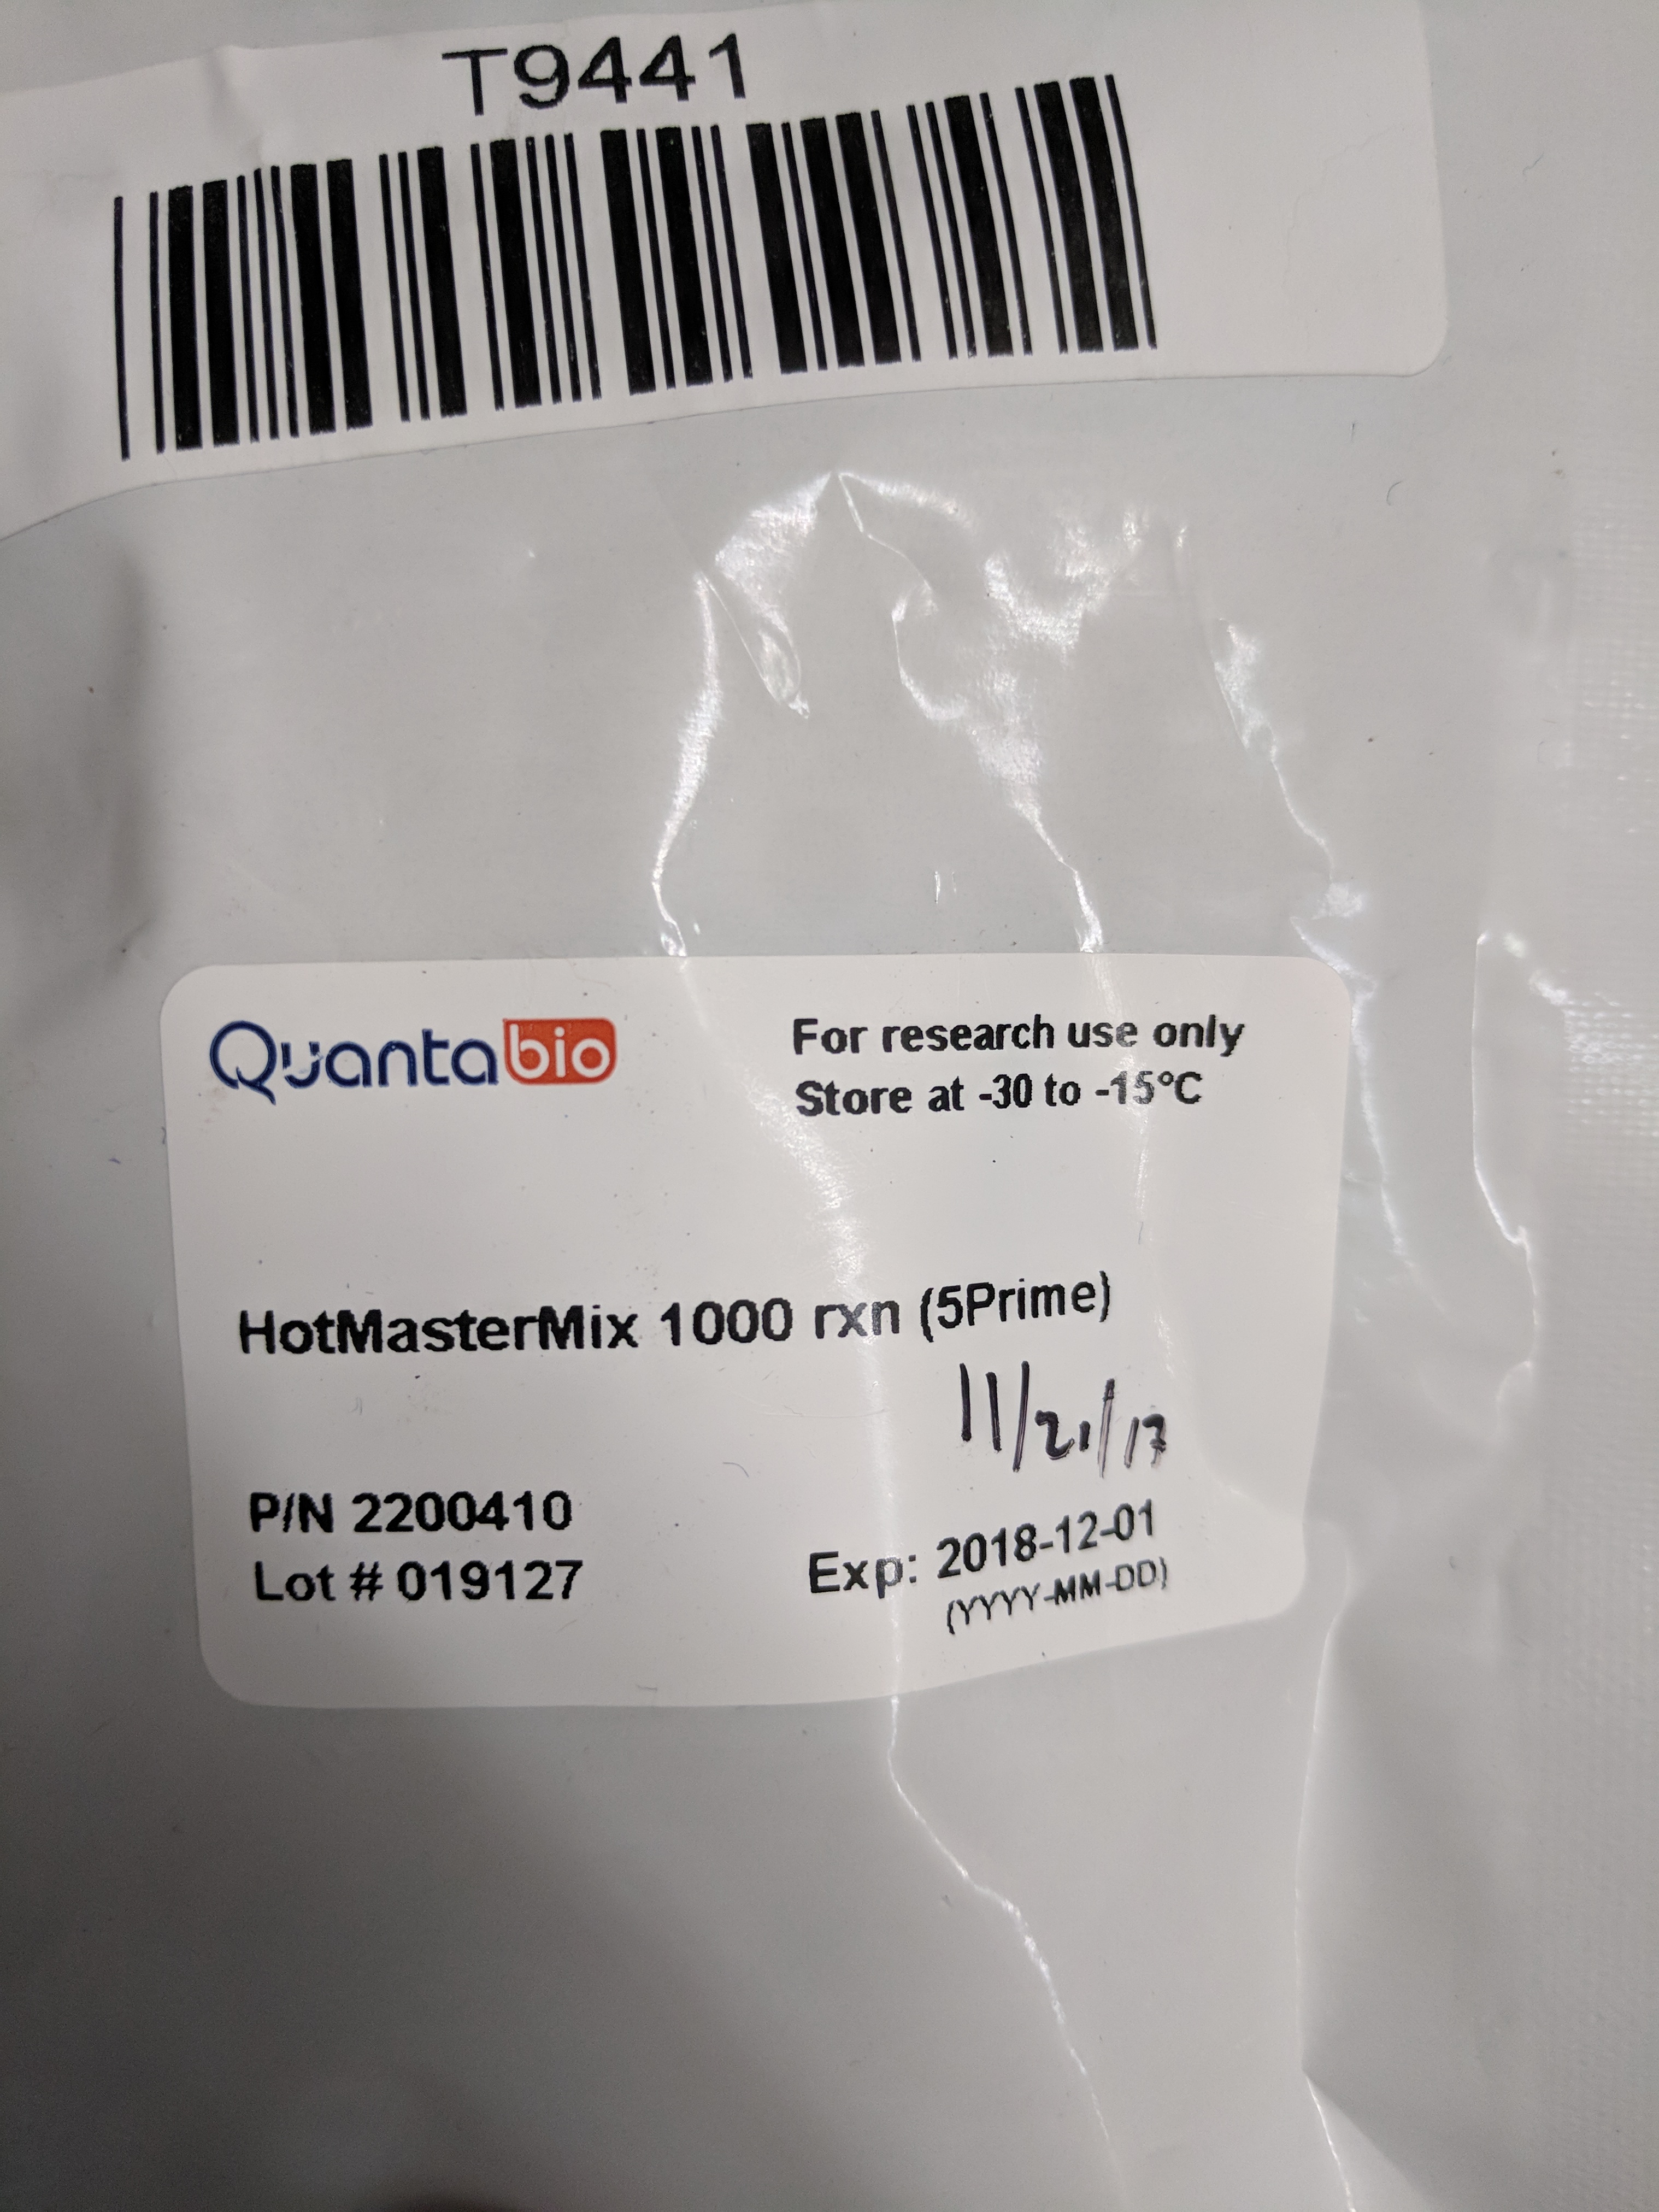 T9441
Quantabio
For research use only
Store at -30 to -15°C
HotMasterMix 1000 rxn (5Prime)
11/21/17
P/N 2200410
Lot # 019127
Exp: 2018-12-01
(YYYY-MM-DD)